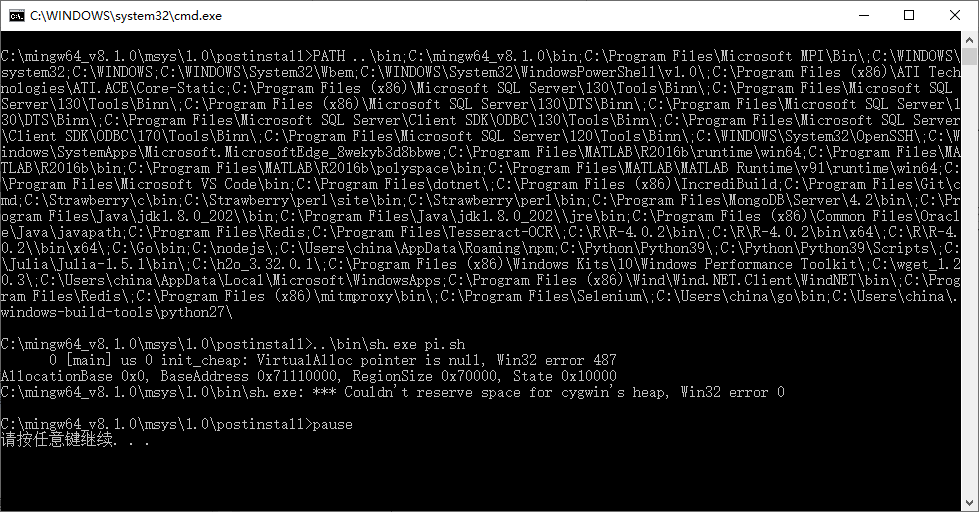 C:\WINDOWS\system32\cmd.exe
C:\mingw64_v8.1.0\msys\1.0\postinstall>PATH ..\bin;C:\mingw64_v8.1.0\bin;C:\Program Files\Microsoft MPI\Bin\;C:\WINDOWS\
system32;C:\WINDOWS;C:\WINDOWS\System32\Wbem;C:\WINDOWS\System32\WindowsPowerShell\v1.0\;C:\Program Files (x86)\ATI Tech
nologies\ATI.ACE\Core-Static;C:\Program Files (x86)\Microsoft SQL Server\130\Tools\Binn\;C:\Program Files\Microsoft SQL
Server\130\Tools\Binn\;C:\Program Files (x86)\Microsoft SQL Server\130\DTS\Binn\;C:\Program Files\Microsoft SQL Server\1
30\DTS\Binn\;C:\Program Files\Microsoft SQL Server\Client SDK\ODBC\130\Tools\Binn\;C:\Program Files\Microsoft SQL Server
\Client SDK\ODBC\170\Tools\Binn\;C:\Program Files\Microsoft SQL Server\120\Tools\Binn\;C:\WINDOWS\System32\OpenSSH\;C:\W
indows\SystemApps\Microsoft.MicrosoftEdge_8wekyb3d8bbwe;C:\Program Files\MATLAB\R2016b\runtime\win64;C:\Program Files\MA
TLAB\R2016b\bin;C:\Program Files\MATLAB\R2016b\polyspace\bin;C:\Program Files\MATLAB\MATLAB Runtime\v91\runtime\win64;C:
\Program Files\Microsoft VS Code\bin;C:\Program Files\dotnet\;C:\Program Files (x86)\IncrediBuild;C:\Program Files\Git\c
md;C:\Strawberry\c\bin;C:\Strawberry\perl\site\bin;C:\Strawberry\perl\bin;C:\Program Files\MongoDB\Server\4.2\bin\;C:\Pr
ogram Files\Java\jdk1.8.0_202\\bin;C:\Program Files\Java\jdk1.8.0_202\\jre\bin;C:\Program Files (x86)\Common Files\Oracl
e\Java\javapath;C:\Program Files\Redis;C:\Program Files\Tesseract-OCR\;C:\R\R-4.0.2\bin\;C:\R\R-4.0.2\bin\x64\;C:\R\R-4.
0.2\\bin\x64\;C:\Go\bin;C:\nodejs\;C:\Users\china\AppData\Roaming\npm;C:\Python\Python39\;C:\Python\Python39\Scripts\;C:
\Julia\Julia-1.5.1\bin\;C:\h2o_3.32.0.1\;C:\Program Files (x86)\Windows Kits\10\Windows Performance Toolkit\;C:\wget_1.2
0.3\;C:\Users\china\AppData\Local\Microsoft\WindowsApps;C:\Program Files (x86)\Wind\Wind.NET.Client\WindNET\bin\;C:\Prog
ram Files\Redis\;C:\Program Files (x86)\mitmproxy\bin\;C:\Program Files\Selenium\;C:\Users\china\go\bin;C:\Users\china\.
windows-build-tools\python27\
C:\mingw64_v8.1.0\msys\1.0\postinstall>..\bin\sh.exe pi.sh
0 [main] us 0 init_cheap: VirtualAlloc pointer is null, Win32 error 487
AllocationBase 0x0, BaseAddress 0x71110000, RegionSize 0x70000, State 0x10000
C:\mingw64_v8.1.0\msys\1.0\bin\sh.exe: *** Couldn't reserve space for cygwin's heap, Win32 error 0
C:\mingw64_v8.1.0\msys\1.0\postinstall>pause
请按任意键继续. . .